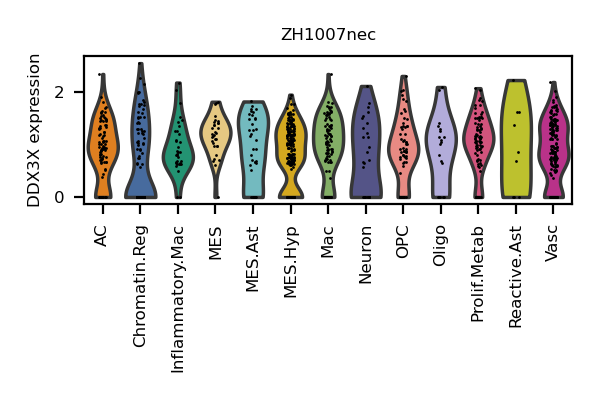 ZH1007nec
DDX3X expression
2
0
AC
Chromatin.Reg
Inflammatory.Mac
MES
MES.Ast
MES.Hyp
Mac
Neuron
OPC
Oligo
Prolif.Metab
Reactive.Ast
Vasc